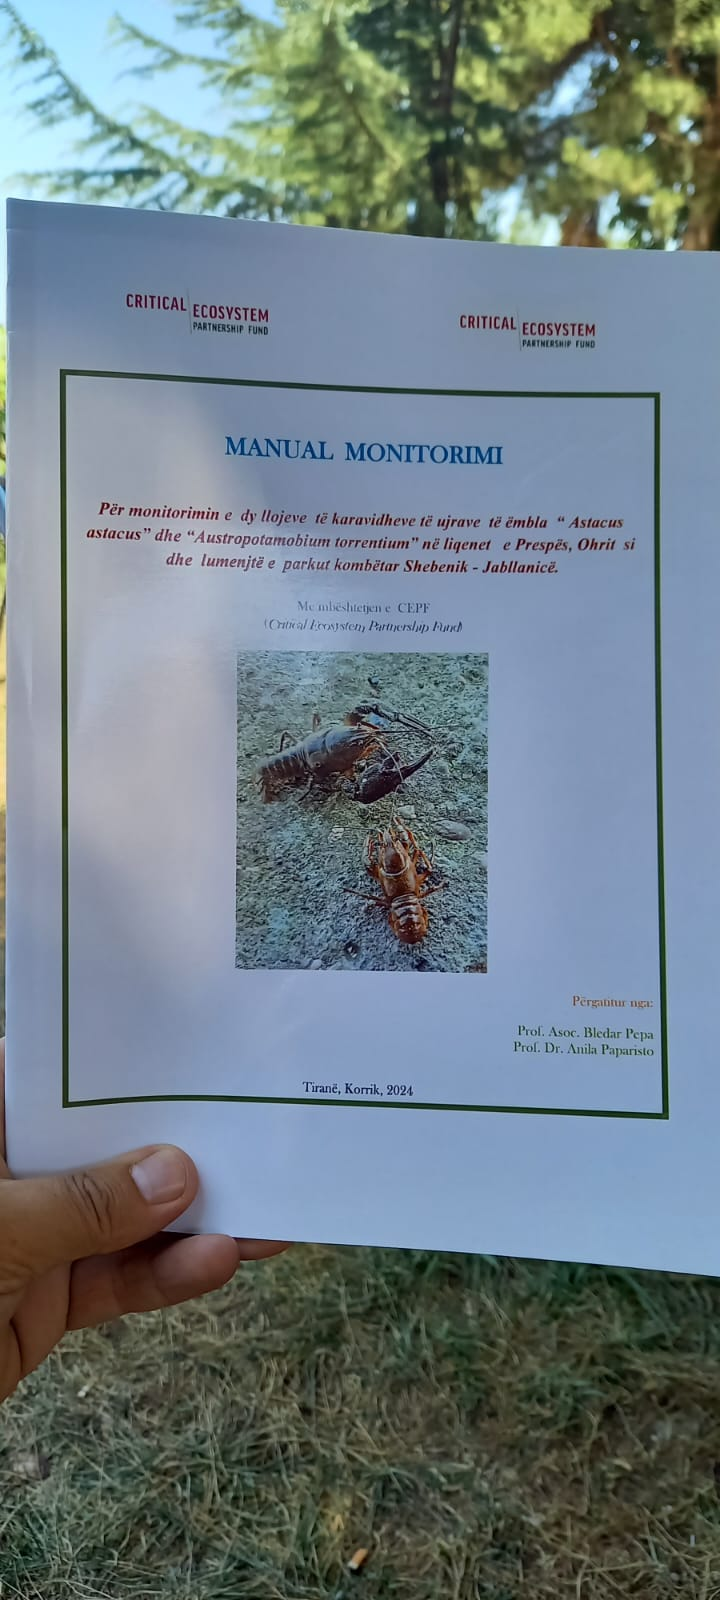 CRITICAL ECOSYSTEM
PARTNERSHIP FUND
CRITICAL ECOSYSTEM
PARTNERSHIP FUND
MANUAL MONITORIMI
Për monitorimin e dy llojeve të karavidheve të ujrave të ëmbla “ Astacus
astacus” dhe “Austropotamobium torrentium” në liqenet e Prespës, Ohrit si
dhe lumenjtë e parkut kombëtar Shebenik - Jabllanicë.
Me mbështetjen e CEPF
(Critical Ecosystem Partnership Fund)
Përgatitur nga:
Prof. Asoc. Bledar Pepa
Prof. Dr. Anila Paparisto
Tiranë, Korrik, 2024